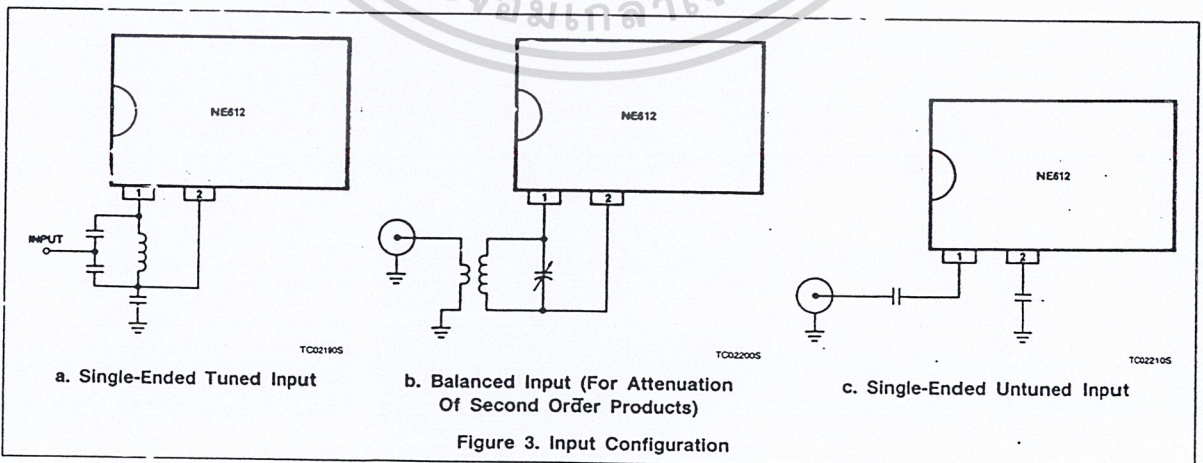 NE612
1
2
INPUT
TC02190S
a. Single-Ended Tuned Input
NE612
1
2
TC02200S
b. Balanced Input (For Attenuation
Of Second Order Products)
NE612
1
2
TC02210S
c. Single-Ended Untuned Input
Figure 3. Input Configuration